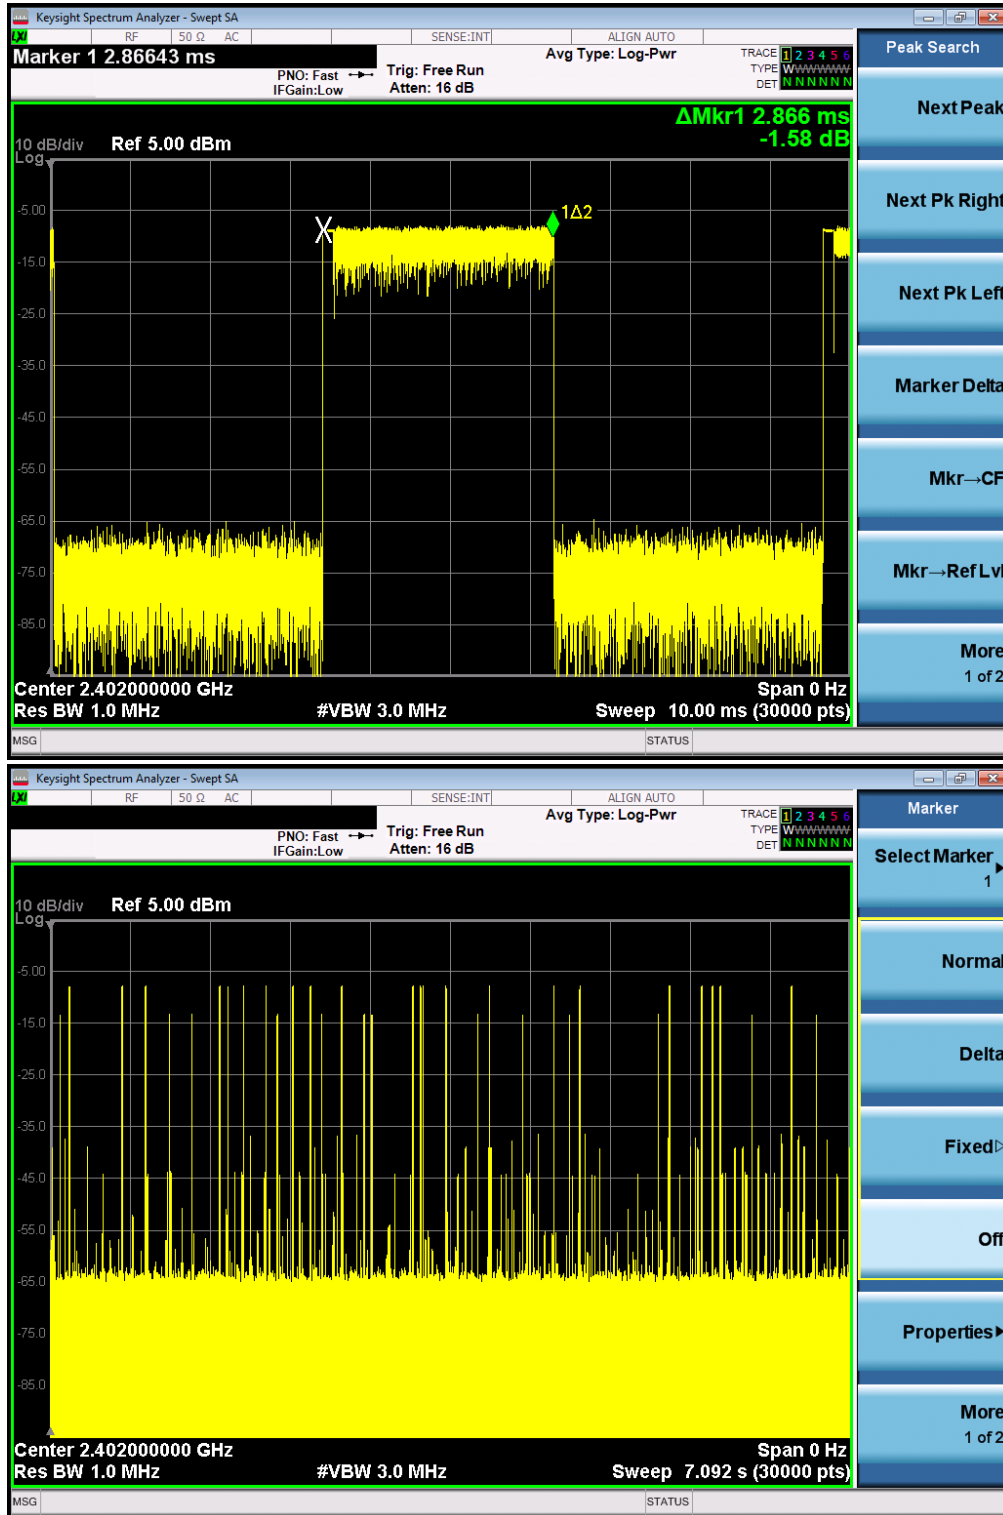 Keysight Spectrum Analyzer - Swept SA
LXI RF 50 Ω AC SENSE:INT ALIGN AUTO
Marker 1 2.86643 ms
PNO: Fast
IFGain:Low
Trig: Free Run
Atten: 16 dB
Avg Type: Log-Pwr
TRACE 1 2 3 4 5 6
TYPE WWWWWW
DET N N N N N N
Peak Search
Next Peak
Next Pk Right
Next Pk Left
Marker Delta
Mkr→CF
Mkr→Ref Lvl
More
1 of 2
ΔMkr1 2.866 ms
-1.58 dB
10 dB/div Ref 5.00 dBm
Log
-5.00
-15.0
-25.0
-35.0
-45.0
-55.0
-65.0
-75.0
-85.0
X
1Δ2
Center 2.402000000 GHz Span 0 Hz
Res BW 1.0 MHz #VBW 3.0 MHz Sweep 10.00 ms (30000 pts)
MSG STATUS
Keysight Spectrum Analyzer - Swept SA
LXI RF 50 Ω AC SENSE:INT ALIGN AUTO
PNO: Fast
IFGain:Low
Trig: Free Run
Atten: 16 dB
Avg Type: Log-Pwr
TRACE 1 2 3 4 5 6
TYPE WWWWWW
DET N N N N N N
Marker
Select Marker
1
Normal
Delta
Fixed
Off
Properties
More
1 of 2
10 dB/div Ref 5.00 dBm
Log
-5.00
-15.0
-25.0
-35.0
-45.0
-55.0
-65.0
-75.0
-85.0
Center 2.402000000 GHz Span 0 Hz
Res BW 1.0 MHz #VBW 3.0 MHz Sweep 7.092 s (30000 pts)
MSG STATUS